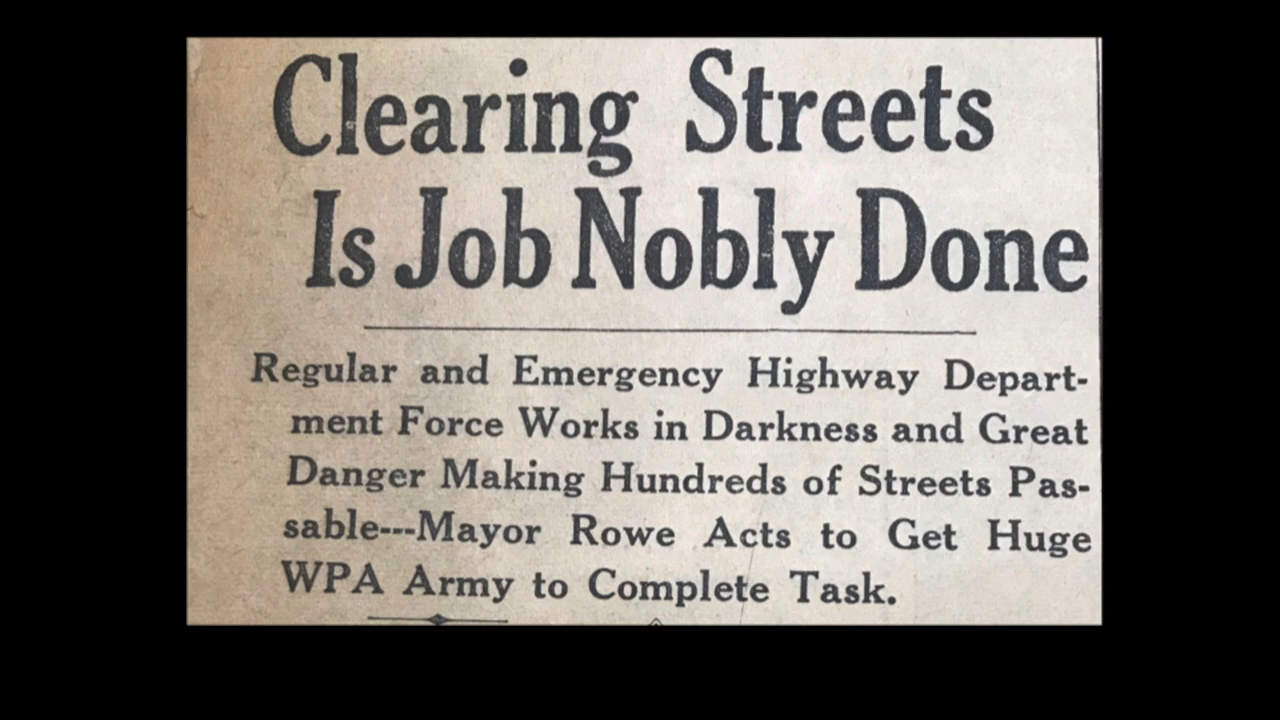 Clearing Streets
Is Job Nobly Done
Regular and Emergency Highway Depart-
ment Force Works in Darkness and Great
Danger Making Hundreds of Streets Pas-
sable---Mayor Rowe Acts to Get Huge
WPA Army to Complete Task.